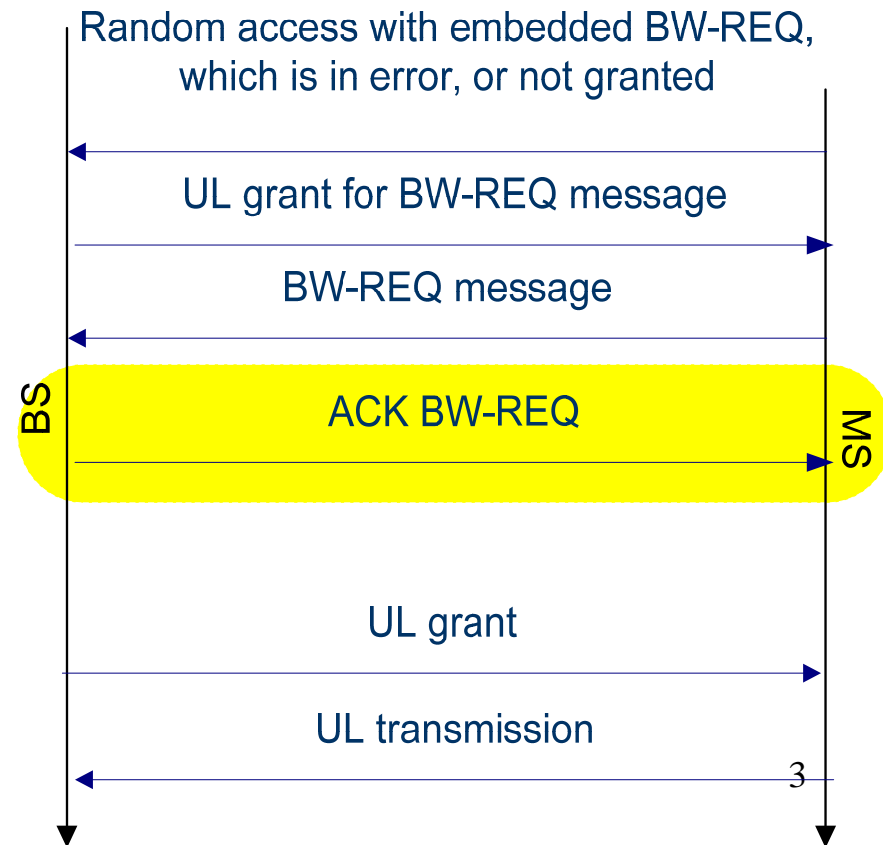 Random access with embedded BW-REQ,
which is in error, or not granted
UL grant for BW-REQ message
BW-REQ message
BS
ACK BW-REQ
MS
UL grant
UL transmission
3